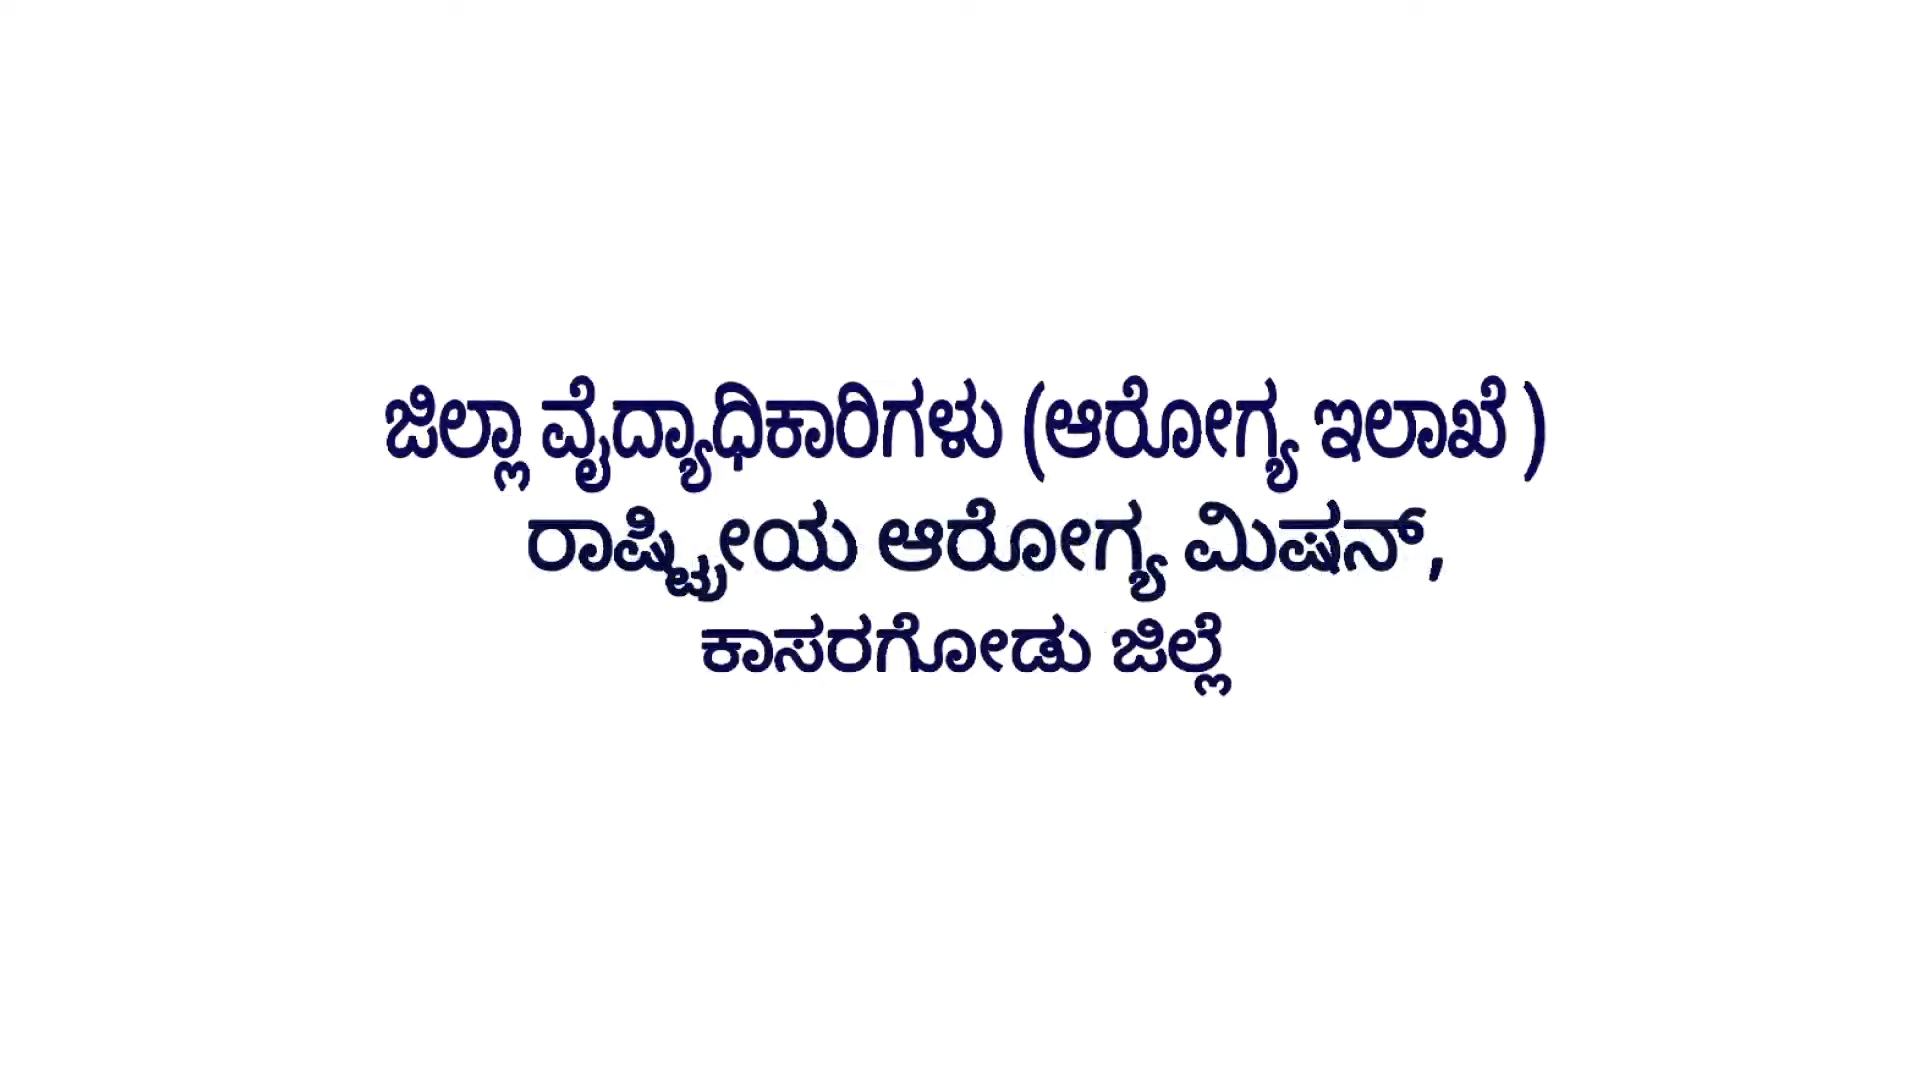 ಜಿಲ್ಲಾ ವೈದ್ಯಾಧಿಕಾರಿಗಳು (ಆರೋಗ್ಯ ಇಲಾಖೆ )
ರಾಷ್ಟ್ರೀಯ ಆರೋಗ್ಯ ಮಿಷನ್,
ಕಾಸರಗೋಡು ಜಿಲ್ಲೆ